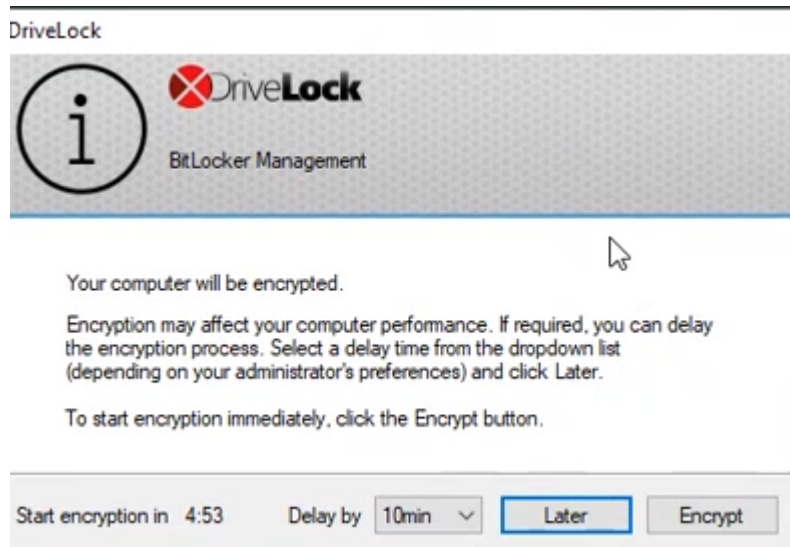 DriveLock
DriveLock
BitLocker Management
Your computer will be encrypted.
Encryption may affect your computer performance. If required, you can delay
the encryption process. Select a delay time from the dropdown list
(depending on your administrator's preferences) and click Later.
To start encryption immediately, click the Encrypt button.
Start encryption in 4:53 Delay by 10min Later Encrypt